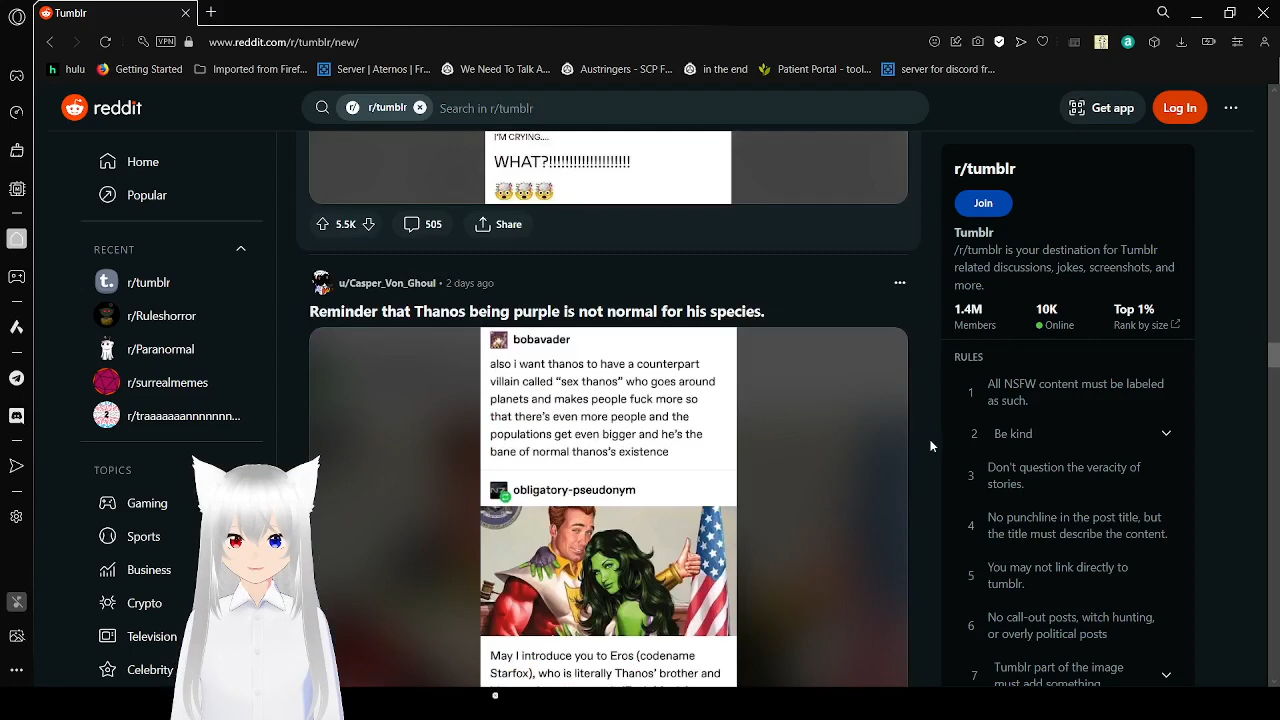 Tumblr
VPN
www.reddit.com/r/tumblr/new/
h hulu
Getting Started
Imported from Firef...
Server | Aternos | Fr...
We Need To Talk A...
Austringers - SCP F...
in the end
Patient Portal - tool...
server for discord fr...
reddit
r/ r/tumblr
Search in r/tumblr
Get app
Log In
Home
Popular
RECENT
t. r/tumblr
r/Ruleshorror
r/Paranormal
r/surrealmemes
2 r/traaaaaaannnnnn...
TOPICS
Gaming
Sports
Business
Crypto
Television
Celebrity
I'M CRYING....
WHAT?!!!!!!!!!!!!!!!!!!!!
5.5K
505
Share
u/Casper_Von_Ghoul • 2 days ago
Reminder that Thanos being purple is not normal for his species.
bobavader
also i want thanos to have a counterpart
villain called “sex thanos” who goes around
planets and makes people fuck more so
that there’s even more people and the
populations get even bigger and he’s the
bane of normal thanos’s existence
N7 obligatory-pseudonym
May I introduce you to Eros (codename
Starfox), who is literally Thanos’ brother and
r/tumblr
Join
Tumblr
/r/tumblr is your destination for Tumblr
related discussions, jokes, screenshots, and
more.
1.4M
Members
10K
Online
Top 1%
Rank by size
RULES
1 All NSFW content must be labeled
as such.
2 Be kind
3 Don't question the veracity of
stories.
4 No punchline in the post title, but
the title must describe the content.
5 You may not link directly to
tumblr.
6 No call-out posts, witch hunting,
or overly political posts
7 Tumblr part of the image
must add something